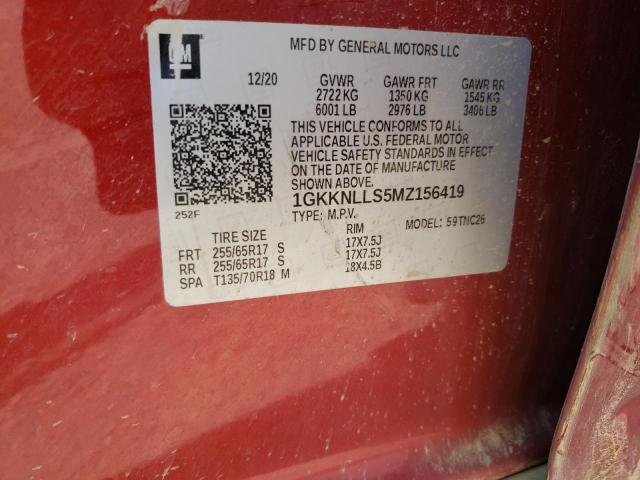 GM
MFD BY GENERAL MOTORS LLC
12/20 GVWR GAWR FRT GAWR RR
2722 KG 1350 KG 1545 KG
6001 LB 2976 LB 3406 LB
THIS VEHICLE CONFORMS TO ALL
APPLICABLE U.S. FEDERAL MOTOR
VEHICLE SAFETY STANDARDS IN EFFECT
ON THE DATE OF MANUFACTURE
SHOWN ABOVE.
252F
1GKKNLLS5MZ156419
TYPE: M.P.V. MODEL: 59TNC26
TIRE SIZE RIM
FRT 255/65R17 S 17X7.5J
RR 255/65R17 S 17X7.5J
SPA T135/70R18 M 18X4.5B